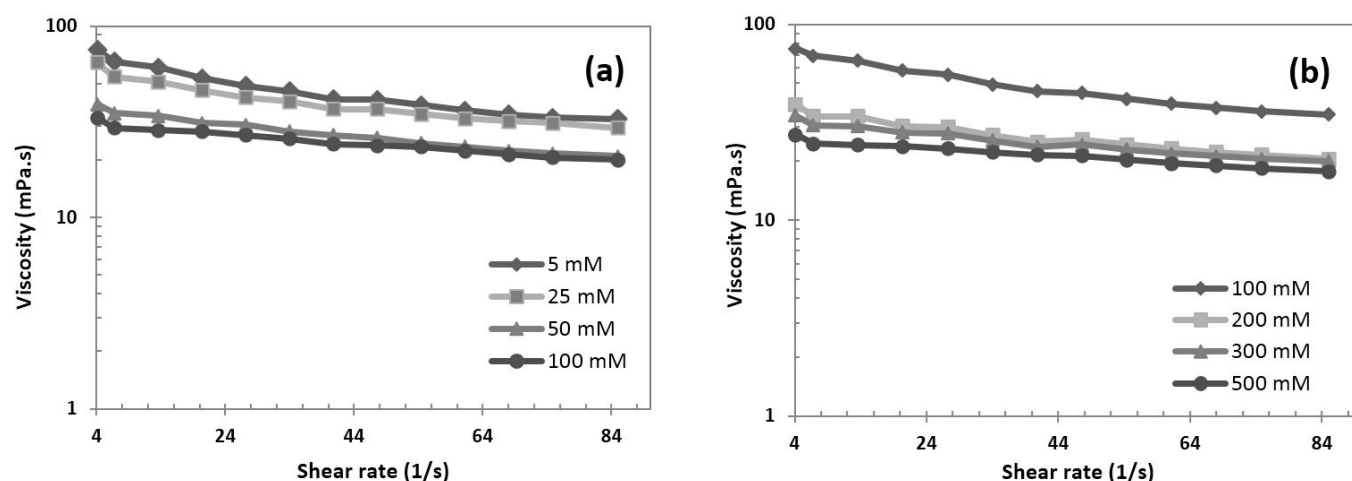 100
10
1
Viscosity (mPa.s)
(a)
5 mM
25 mM
50 mM
100 mM
4 24 44 64 84
Shear rate (1/s)
100
10
1
Viscosity (mPa.s)
(b)
100 mM
200 mM
300 mM
500 mM
4 24 44 64 84
Shear rate (1/s)